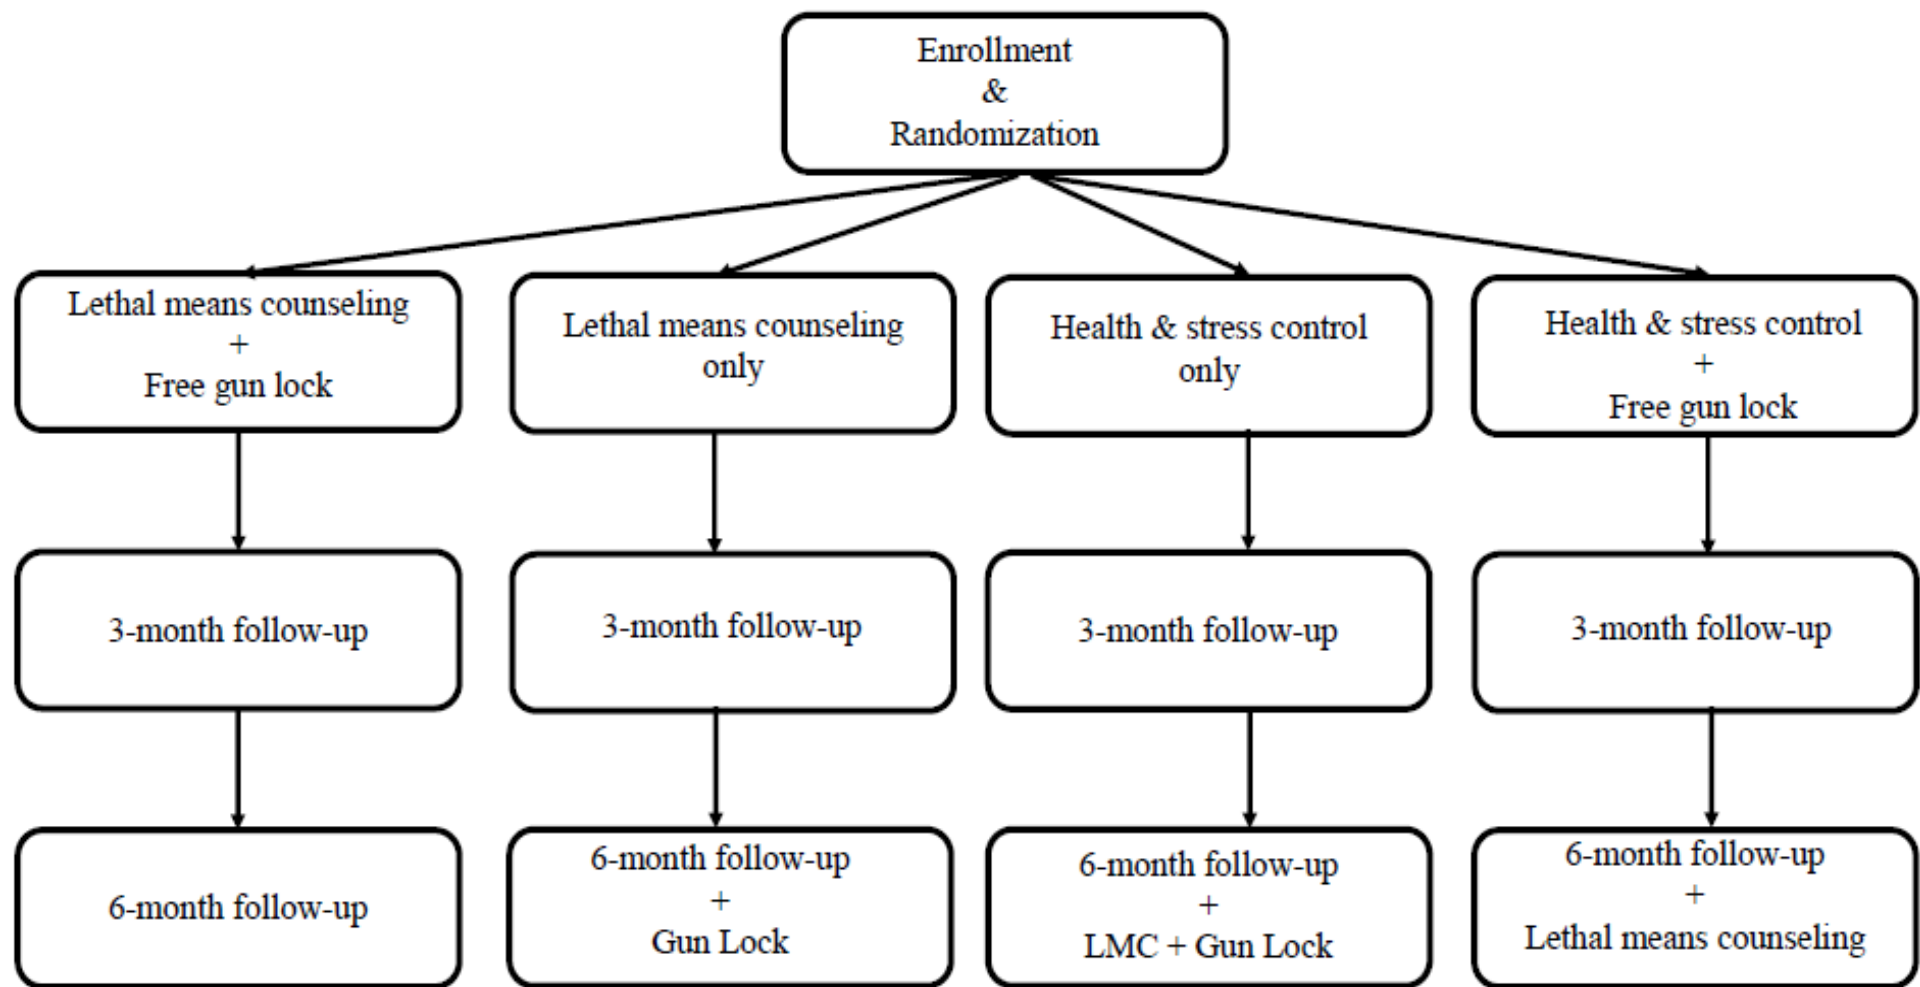 Enrollment
&
Randomization
Lethal means counseling
+
Free gun lock
Lethal means counseling
only
Health & stress control
only
Health & stress control
+
Free gun lock
3-month follow-up
3-month follow-up
3-month follow-up
3-month follow-up
6-month follow-up
6-month follow-up
+
Gun Lock
6-month follow-up
+
LMC + Gun Lock
6-month follow-up
+
Lethal means counseling